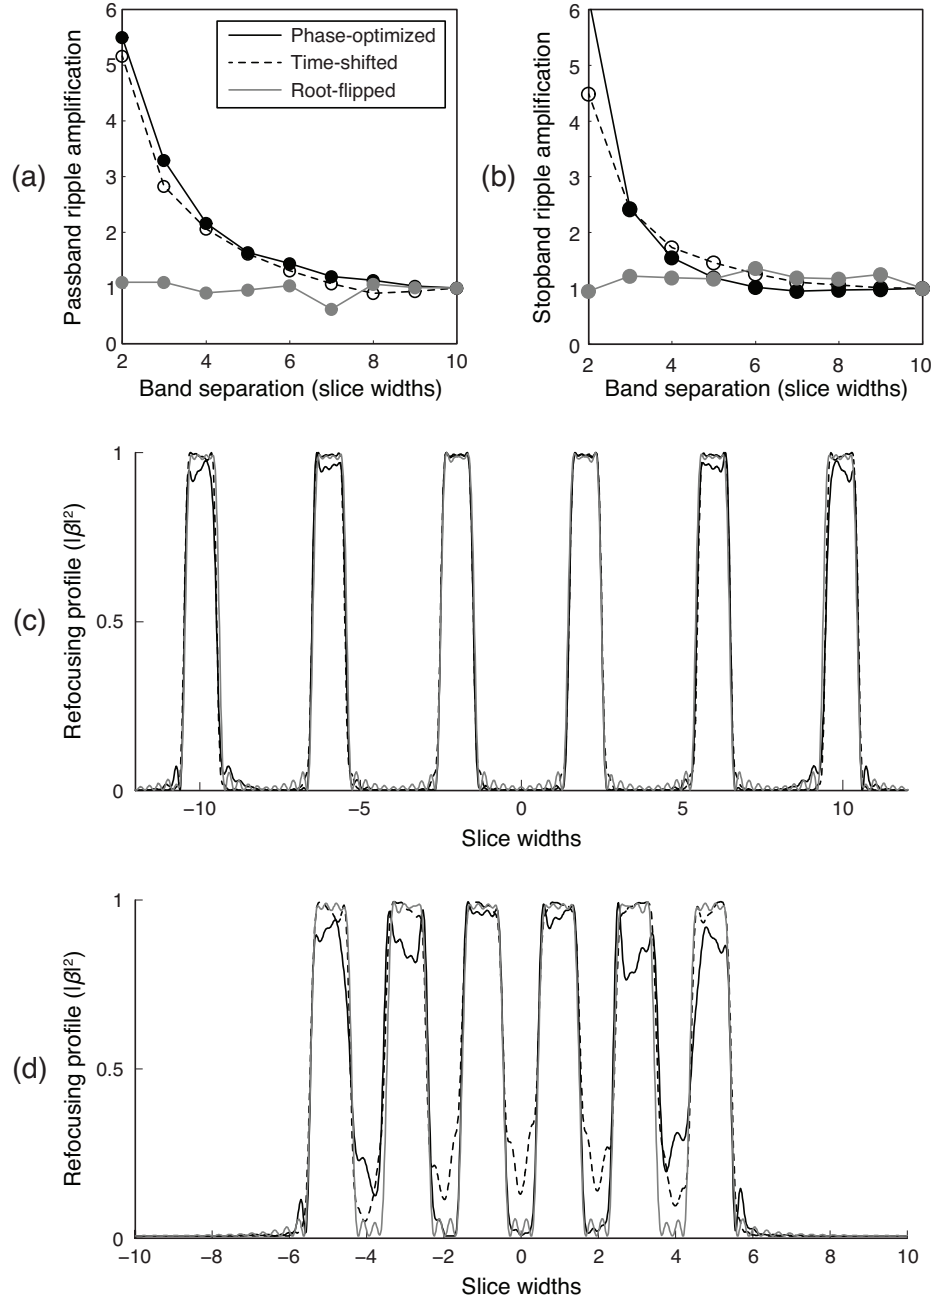 (a)
Passband ripple amplification
6
5
4
3
2
1
0
2 4 6 8 10
Band separation (slice widths)
Phase-optimized
Time-shifted
Root-flipped
(b)
Stopband ripple amplification
6
5
4
3
2
1
0
2 4 6 8 10
Band separation (slice widths)
(c)
Refocusing profile (|β|²)
1
0.5
0
−10 −5 0 5 10
Slice widths
(d)
Refocusing profile (|β|²)
1
0.5
0
−10 −8 −6 −4 −2 0 2 4 6 8 10
Slice widths